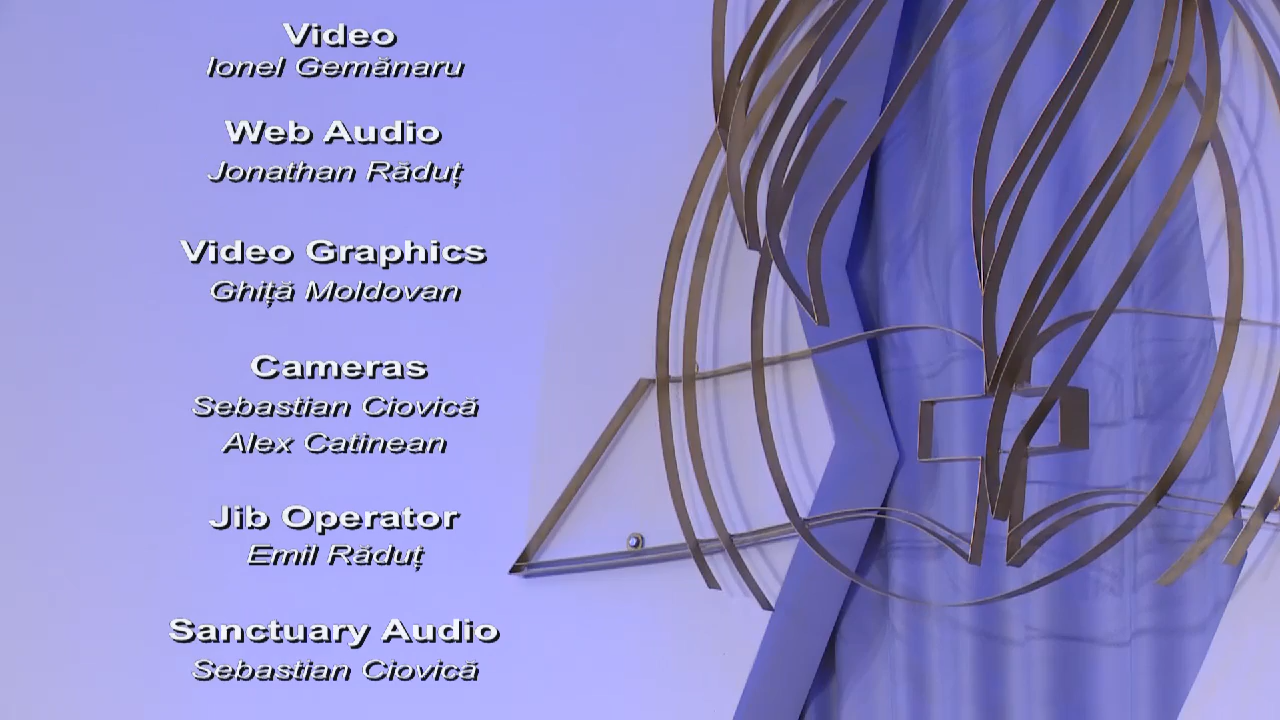 Video
Ionel Gemănaru
Web Audio
Jonathan Răduț
Video Graphics
Ghiță Moldovan
Cameras
Sebastian Ciovică
Alex Catinean
Jib Operator
Emil Răduț
Sanctuary Audio
Sebastian Ciovică